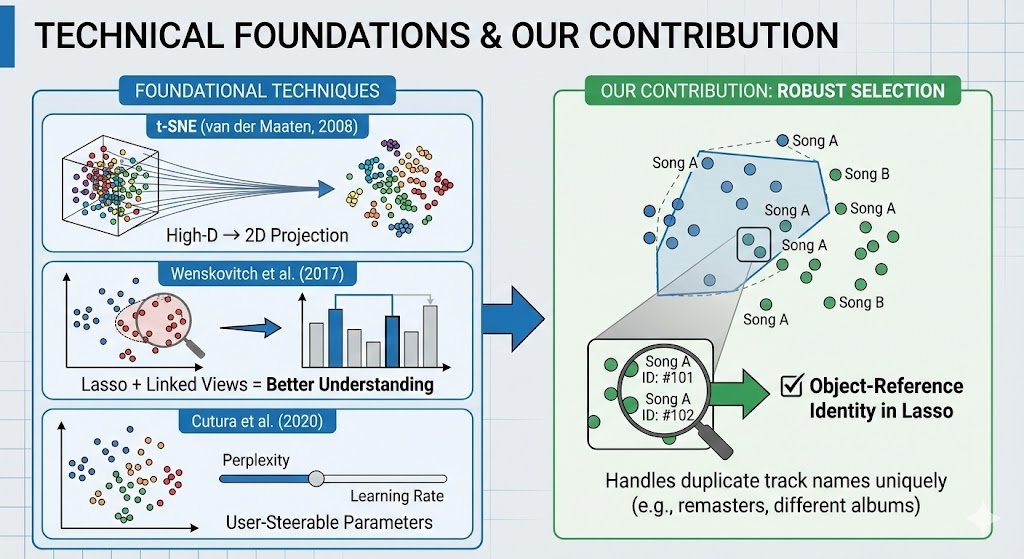 TECHNICAL FOUNDATIONS & OUR CONTRIBUTION
FOUNDATIONAL TECHNIQUES
t-SNE (van der Maaten, 2008)
High-D → 2D Projection
Wenskovitch et al. (2017)
Lasso + Linked Views = Better Understanding
Cutura et al. (2020)
Perplexity
Learning Rate
User-Steerable Parameters
OUR CONTRIBUTION: ROBUST SELECTION
Song A
Song A
Song B
Song A
Song A
Song A
Song B
Song A
Song A
ID: #101
Song A
ID: #102
Object-Reference
Identity in Lasso
Handles duplicate track names uniquely
(e.g., remasters, different albums)